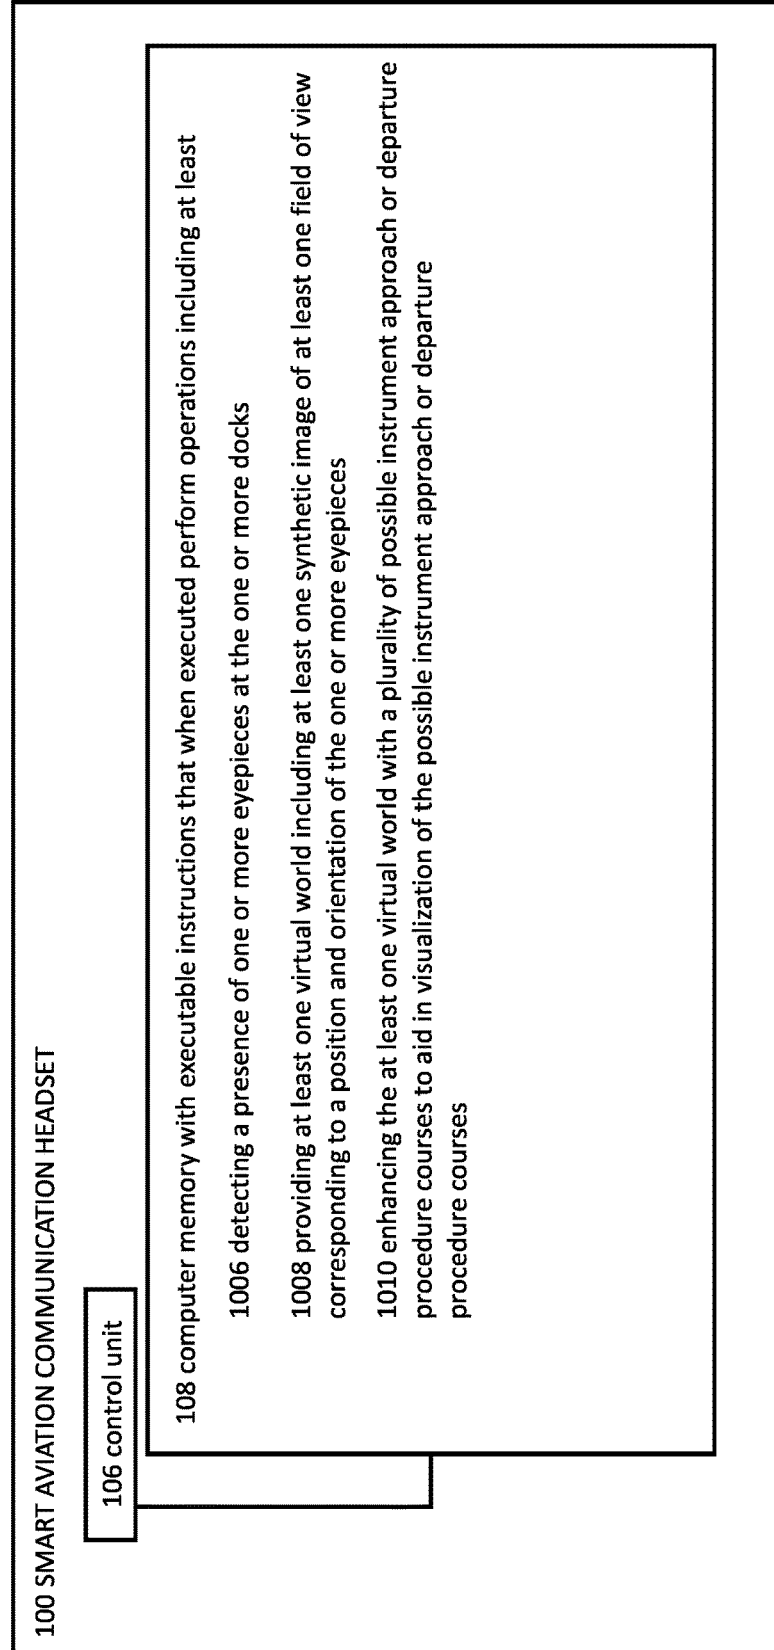 100 SMART AVIATION COMMUNICATION HEADSET
106 control unit
108 computer memory with executable instructions that when executed perform operations including at least
1006 detecting a presence of one or more eyepieces at the one or more docks
1008 providing at least one virtual world including at least one synthetic image of at least one field of view
corresponding to a position and orientation of the one or more eyepieces
1010 enhancing the at least one virtual world with a plurality of possible instrument approach or departure
procedure courses to aid in visualization of the possible instrument approach or departure
procedure courses